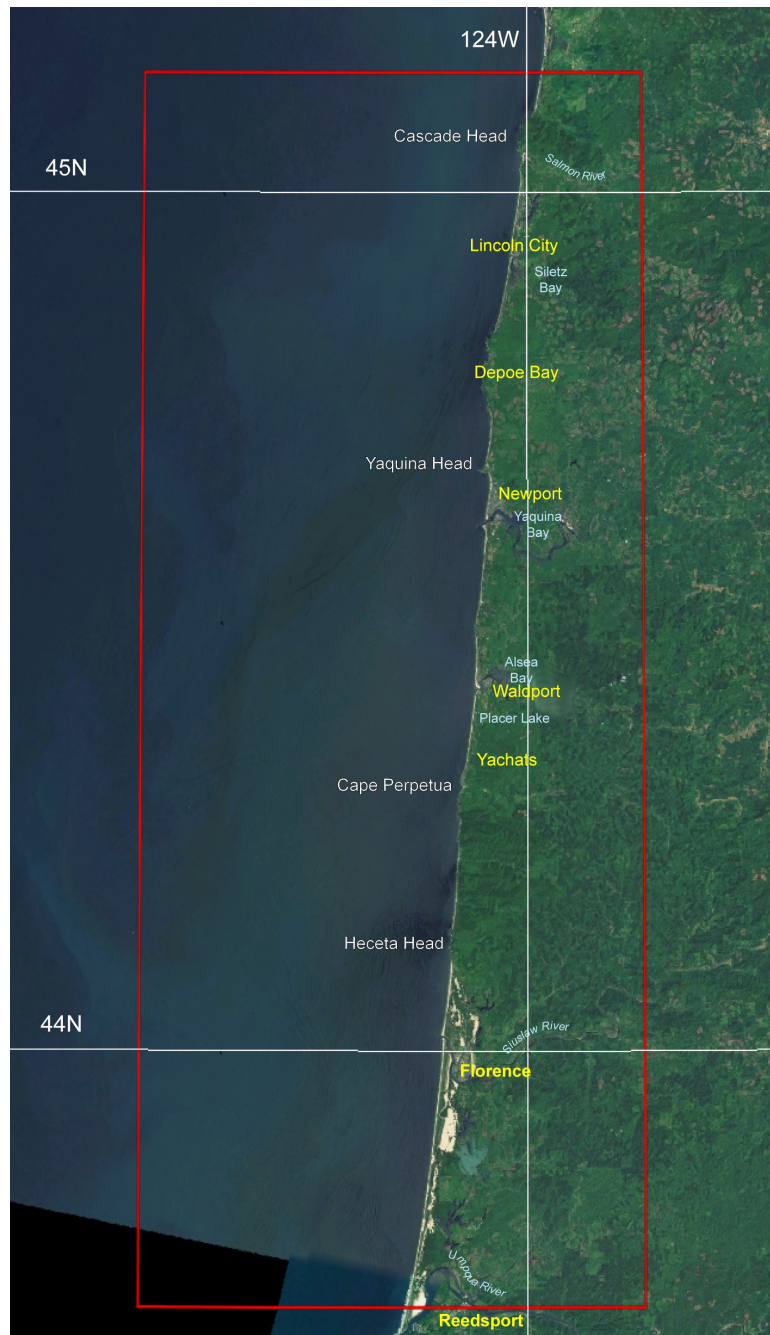 124W
Cascade Head
45N
Salmon River
Lincoln City
Siletz
Bay
Depoe Bay
Yaquina Head
Newport
Yaquina
Bay
Alsea
Bay
Waldport
Placer Lake
Yachats
Cape Perpetua
Heceta Head
44N
Siuslaw River
Florence
Umpqua River
Reedsport